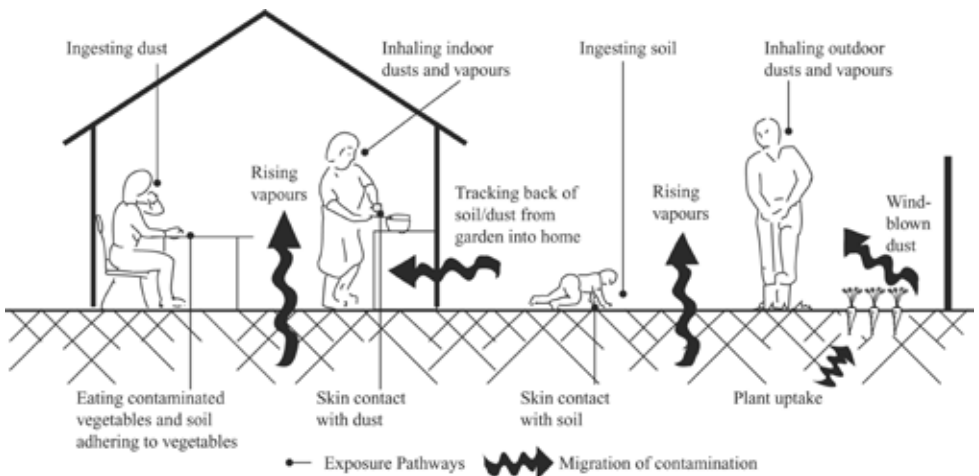 Ingesting dust
Inhaling indoor
dusts and vapours
Ingesting soil
Inhaling outdoor
dusts and vapours
Rising
vapours
Tracking back of
soil/dust from
garden into home
Rising
vapours
Wind-
blown
dust
Eating contaminated
vegetables and soil
adhering to vegetables
Skin contact
with dust
Skin contact
with soil
Plant uptake
Exposure Pathways
Migration of contamination